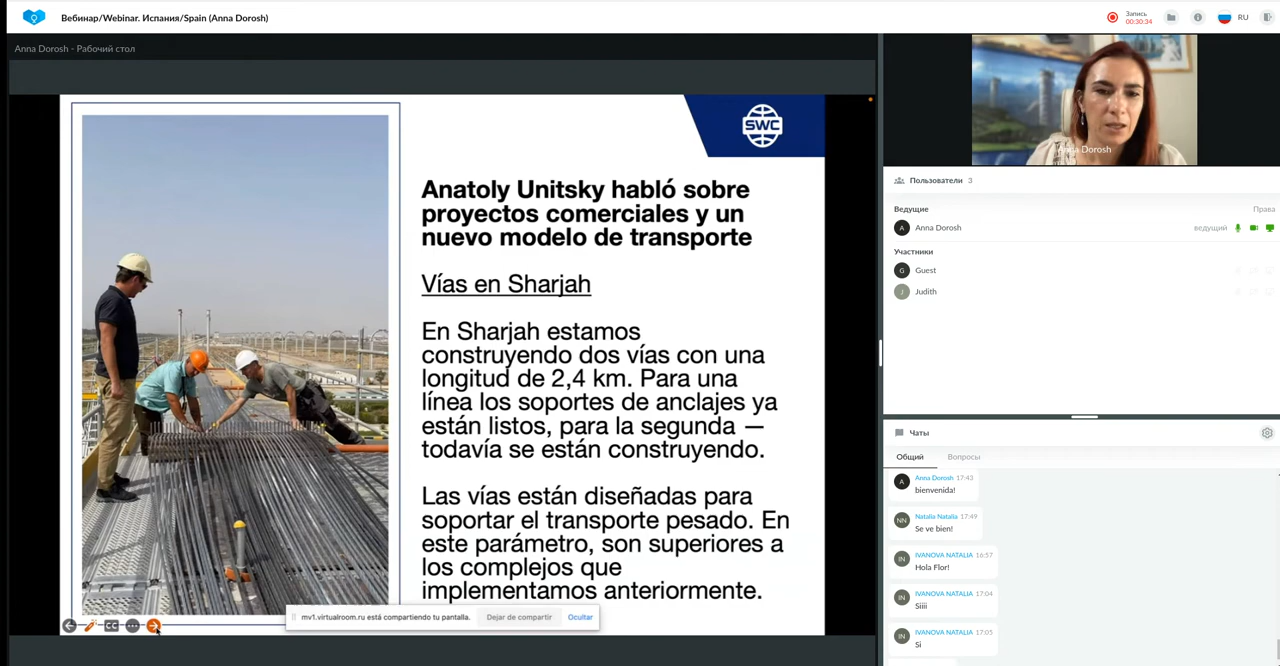 Вебинар/Webinar. Испания/Spain (Anna Dorosh)
Запись
00:30:34
RU
Anna Dorosh - Рабочий стол
SWC
Anatoly Unitsky habló sobre
proyectos comerciales y un
nuevo modelo de transporte
Vías en Sharjah
En Sharjah estamos
construyendo dos vías con una
longitud de 2,4 km. Para una
línea los soportes de anclajes ya
están listos, para la segunda —
todavía se están construyendo.
Las vías están diseñadas para
soportar el transporte pesado. En
este parámetro, son superiores a
los complejos que
implementamos anteriormente.
CC
mv1.virtualroom.ru está compartiendo tu pantalla.
Dejar de compartir
Ocultar
Anna Dorosh
Пользователи 3
Ведущие
Права
A
Anna Dorosh
ведущий
Участники
G
Guest
J
Judith
Чаты
Общий
Вопросы
A
Anna Dorosh 17:43
bienvenida!
NN
Natalia Natalia 17:49
Se ve bien!
IN
IVANOVA NATALIA 16:57
Hola Flor!
IN
IVANOVA NATALIA 17:04
Siiii
IN
IVANOVA NATALIA 17:05
Si